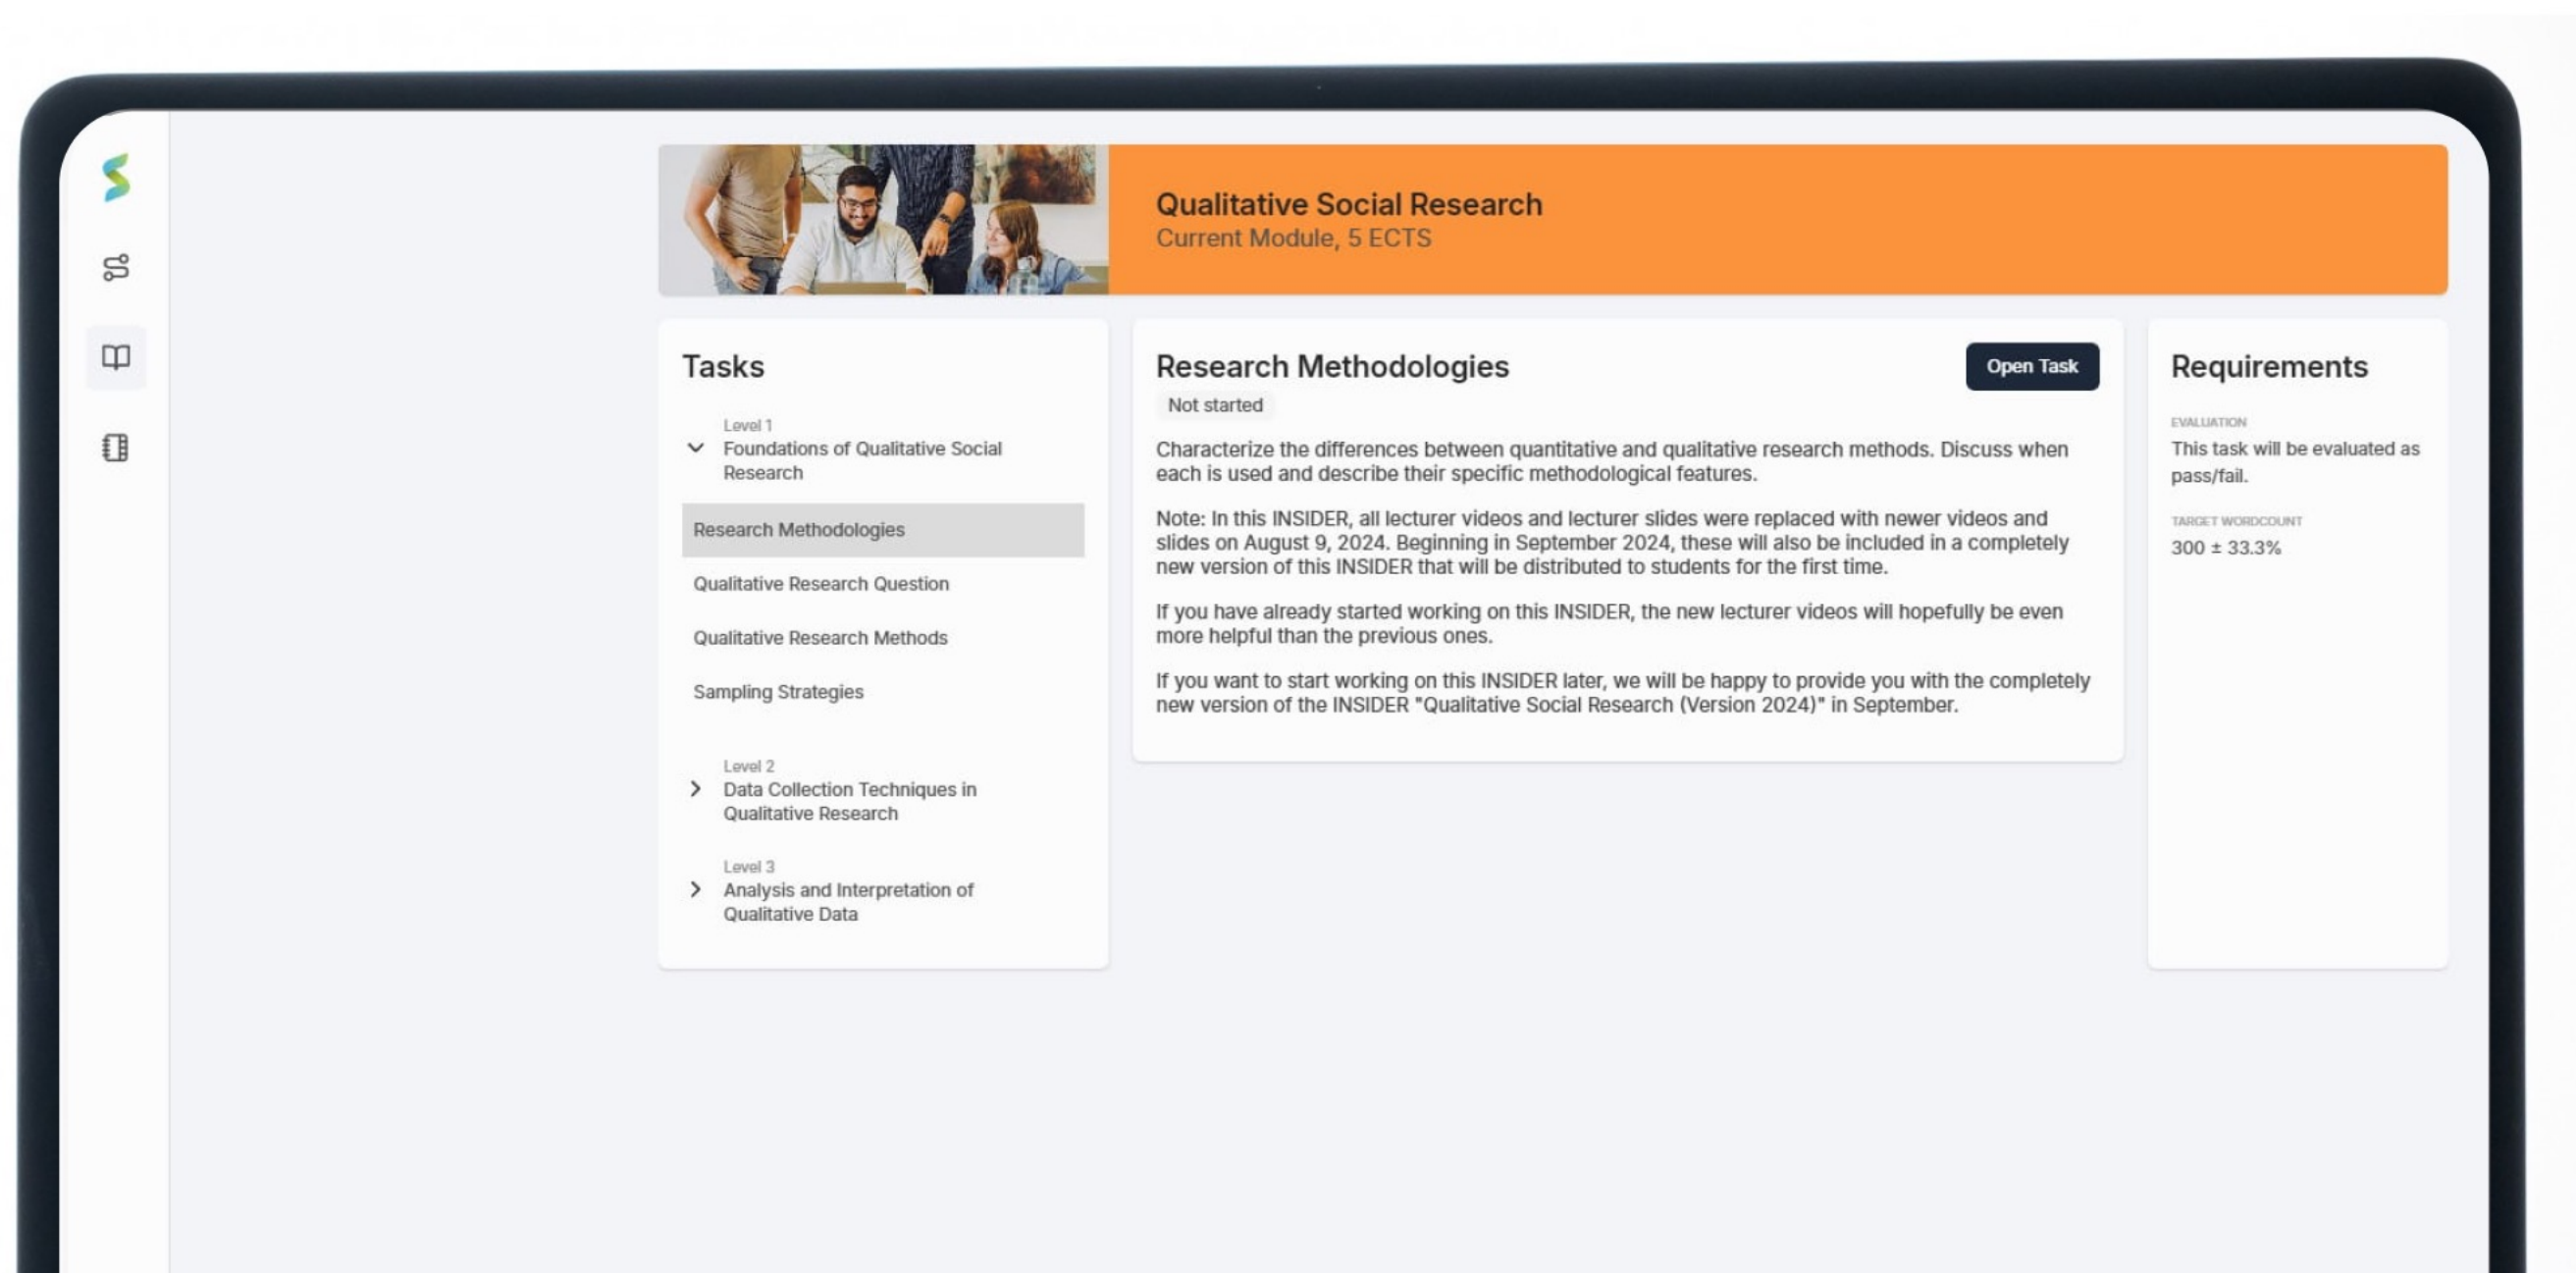 Qualitative Social Research
Current Module, 5 ECTS
Tasks
Level 1
Foundations of Qualitative Social
Research
Research Methodologies
Qualitative Research Question
Qualitative Research Methods
Sampling Strategies
Level 2
Data Collection Techniques in
Qualitative Research
Level 3
Analysis and Interpretation of
Qualitative Data
Research Methodologies
Open Task
Not started
Characterize the differences between quantitative and qualitative research methods. Discuss when
each is used and describe their specific methodological features.
Note: In this INSIDER, all lecturer videos and lecturer slides were replaced with newer videos and
slides on August 9, 2024. Beginning in September 2024, these will also be included in a completely
new version of this INSIDER that will be distributed to students for the first time.
If you have already started working on this INSIDER, the new lecturer videos will hopefully be even
more helpful than the previous ones.
If you want to start working on this INSIDER later, we will be happy to provide you with the completely
new version of the INSIDER "Qualitative Social Research (Version 2024)" in September.
Requirements
EVALUATION
This task will be evaluated as
pass/fail.
TARGET WORDCOUNT
300 ± 33.3%